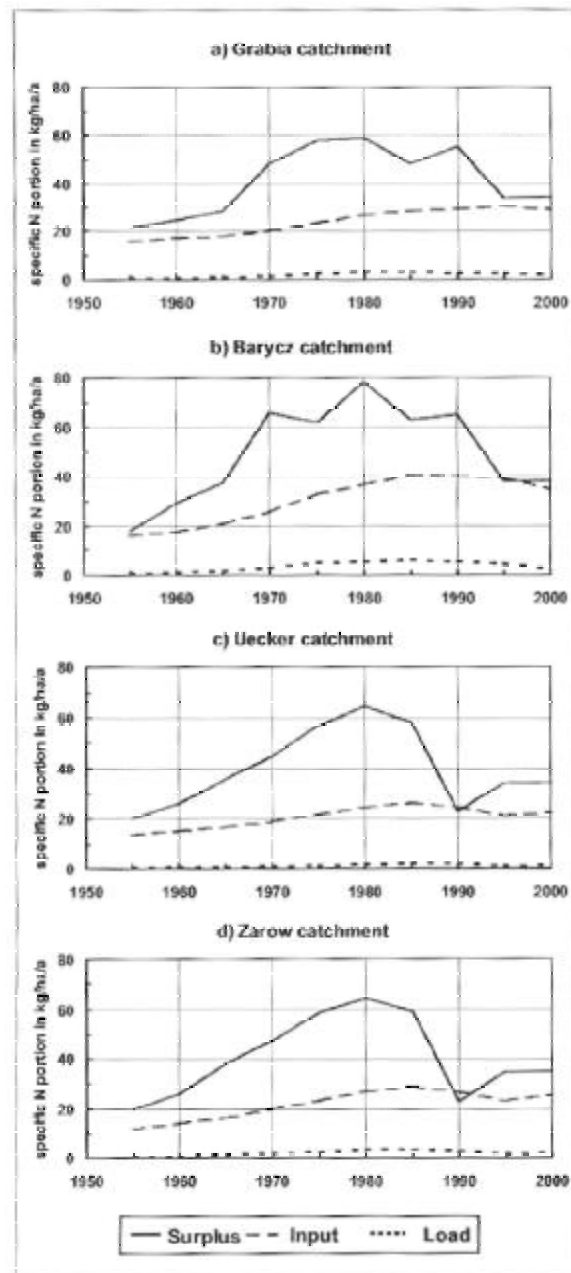 a) Grabia catchment
specific N portion in kg/ha/a
80
60
40
20
0
1950 1960 1970 1980 1990 2000
b) Barycz catchment
specific N portion in kg/ha/a
80
60
40
20
0
1950 1960 1970 1980 1990 2000
c) Uecker catchment
specific N portion in kg/ha/a
80
60
40
20
0
1950 1960 1970 1980 1990 2000
d) Zarow catchment
specific N portion in kg/ha/a
80
60
40
20
0
1950 1960 1970 1980 1990 2000
Surplus Input Load